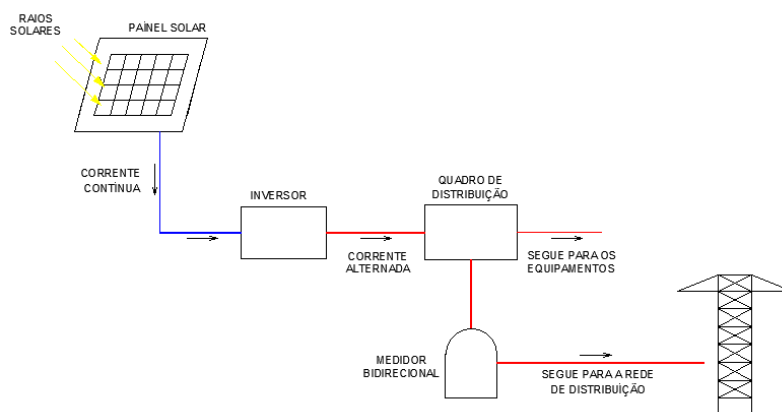 RAIOS
SOLARES
PAÍNEL SOLAR
CORRENTE
CONTÍNUA
INVERSOR
CORRENTE
ALTERNADA
QUADRO DE
DISTRIBUIÇÃO
SEGUE PARA OS
EQUIPAMENTOS
MEDIDOR
BIDIRECIONAL
SEGUE PARA A REDE
DE DISTRIBUIÇÃO